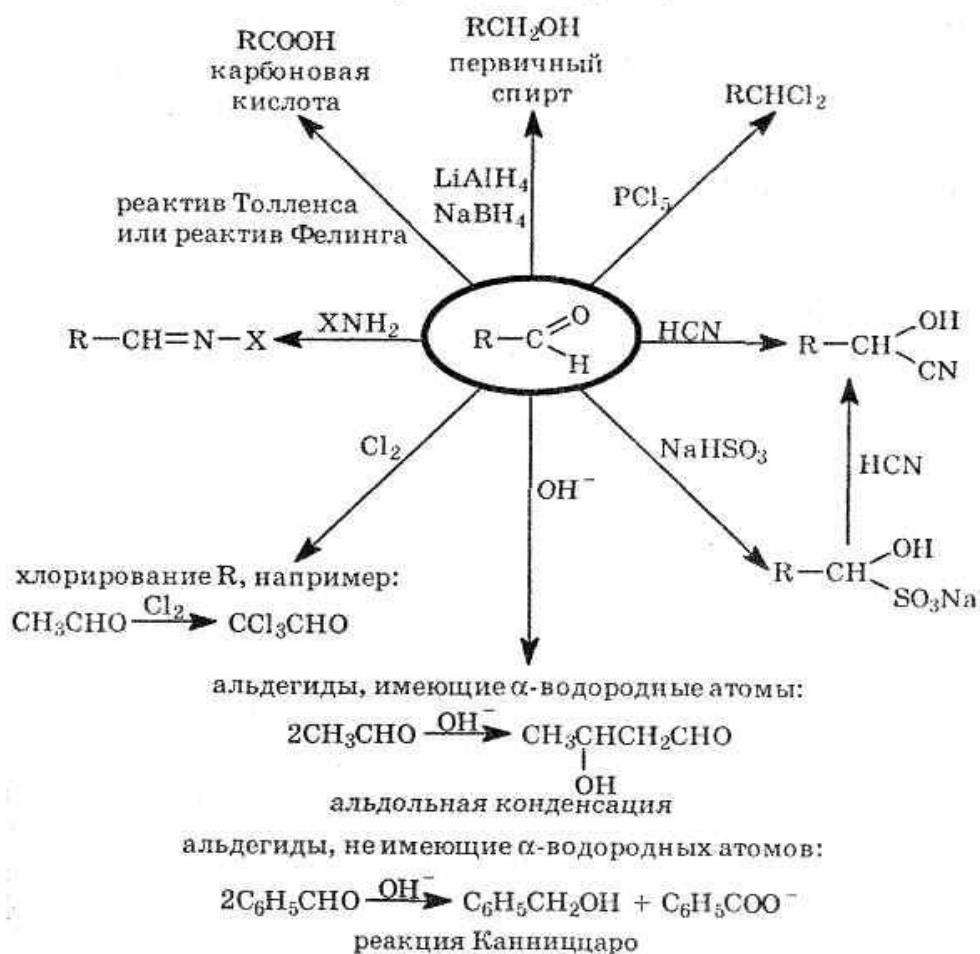 RCOOH
карбоновая
кислота
RCH₂OH
первичный
спирт
RCHCl₂
LiAlH₄
NaBH₄
PCl₅
реактив Толленса
или реактив Фелинга
R—CH=N—X
XNH₂
R—C
O
H
HCN
R—CH
OH
CN
Cl₂
OH⁻
NaHSO₃
HCN
R—CH
OH
SO₃Na
хлорирование R, например:
CH₃CHO Cl₂ → CCl₃CHO
альдегиды, имеющие α-водородные атомы:
2CH₃CHO OH⁻ → CH₃CHCH₂CHO
OH
альдольная конденсация
альдегиды, не имеющие α-водородных атомов:
2C₆H₅CHO OH⁻ → C₆H₅CH₂OH + C₆H₅COO⁻
реакция Канниццаро